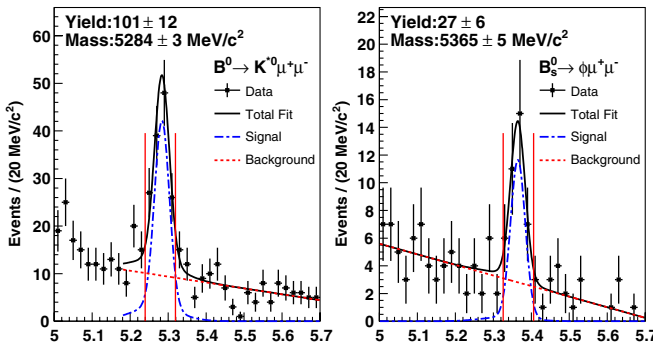 Yield:101 ± 12
Mass:5284 ± 3 MeV/c²
B⁰→ K*⁰μ⁺μ⁻
Data
Total Fit
Signal
Background
Events / (20 MeV/c²)
60
50
40
30
20
10
0
5 5.1 5.2 5.3 5.4 5.5 5.6 5.7
Yield:27 ± 6
Mass:5365 ± 5 MeV/c²
B⁰ₛ→ φμ⁺μ⁻
Data
Total Fit
Signal
Background
Events / (20 MeV/c²)
22
20
18
16
14
12
10
8
6
4
2
0
5 5.1 5.2 5.3 5.4 5.5 5.6 5.7